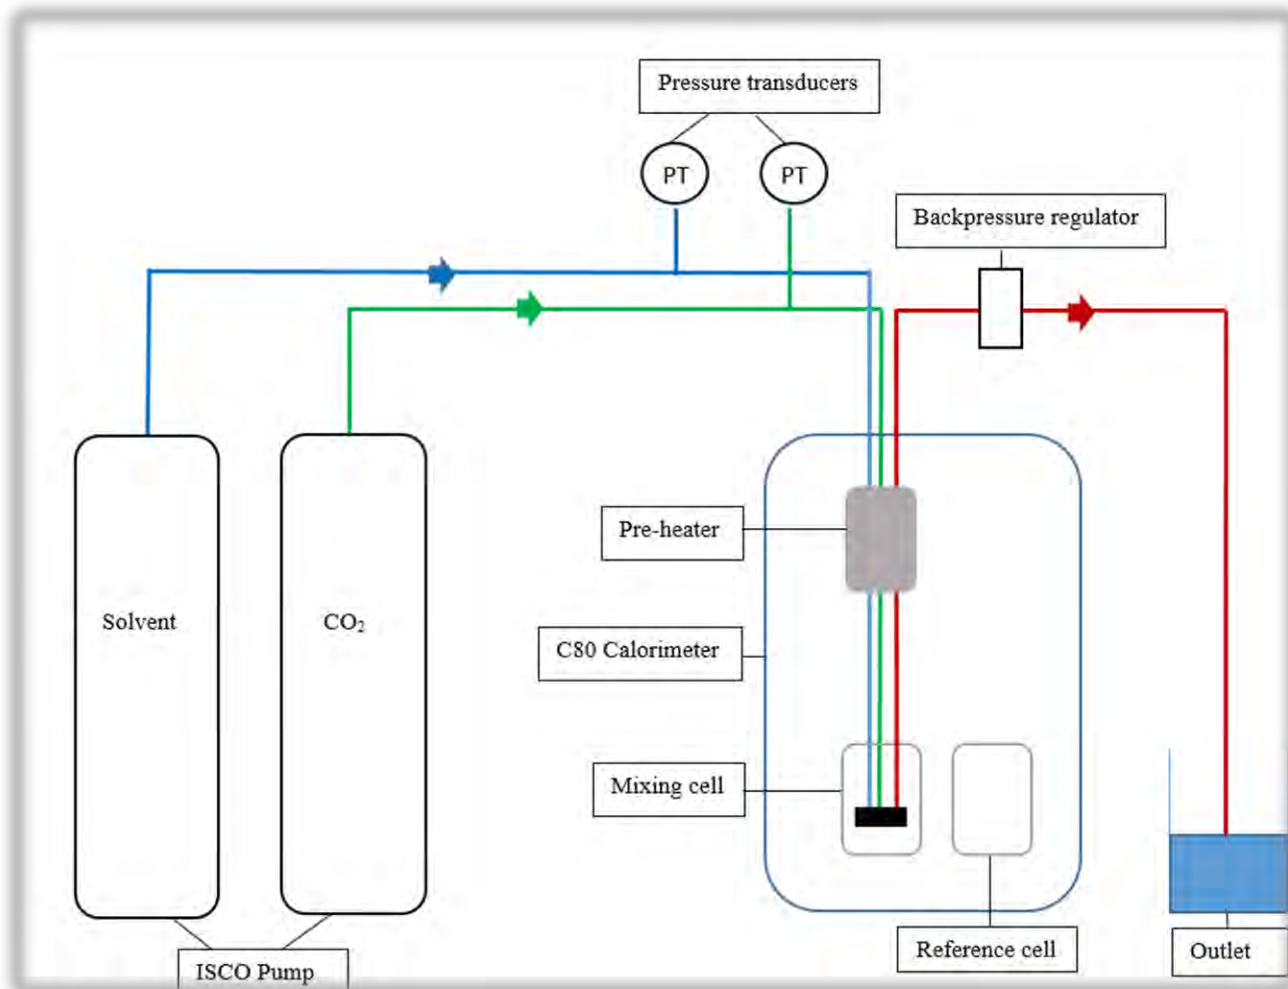 Pressure transducers
PT
PT
Backpressure regulator
Pre-heater
Solvent
CO₂
C80 Calorimeter
Mixing cell
Reference cell
Outlet
ISCO Pump